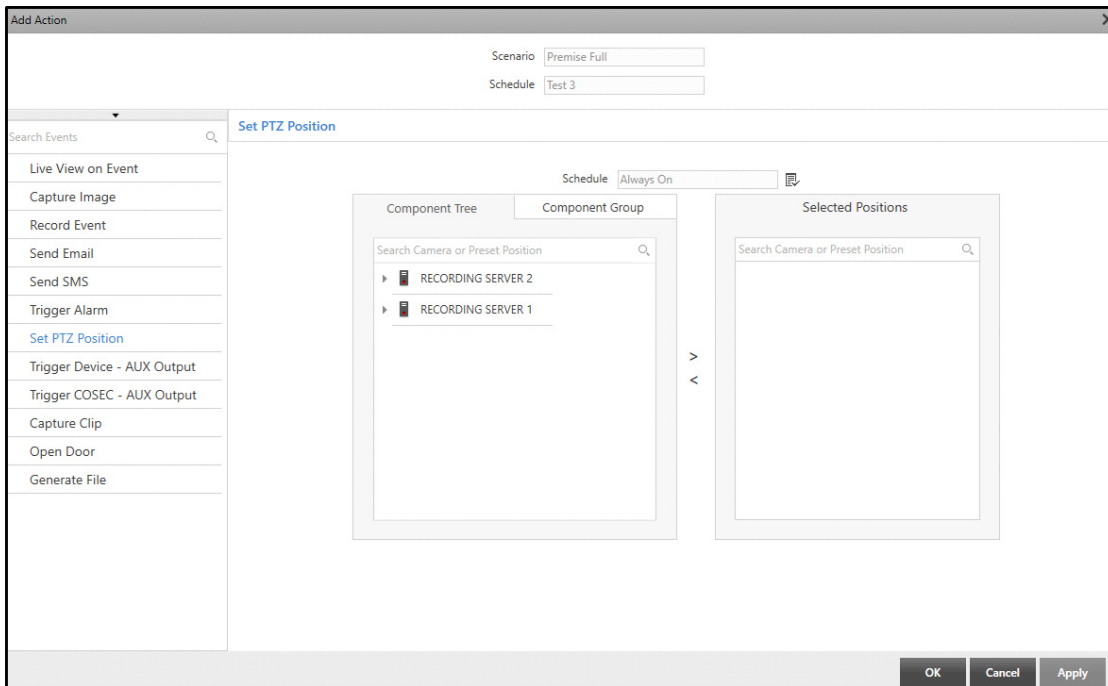 Add Action
Scenario Premise Full
Schedule Test 3
Search Events
Live View on Event
Capture Image
Record Event
Send Email
Send SMS
Trigger Alarm
Set PTZ Position
Trigger Device - AUX Output
Trigger COSEC - AUX Output
Capture Clip
Open Door
Generate File
Set PTZ Position
Schedule Always On
Component Tree Component Group
Search Camera or Preset Position
RECORDING SERVER 2
RECORDING SERVER 1
>
<
Selected Positions
Search Camera or Preset Position
OK Cancel Apply